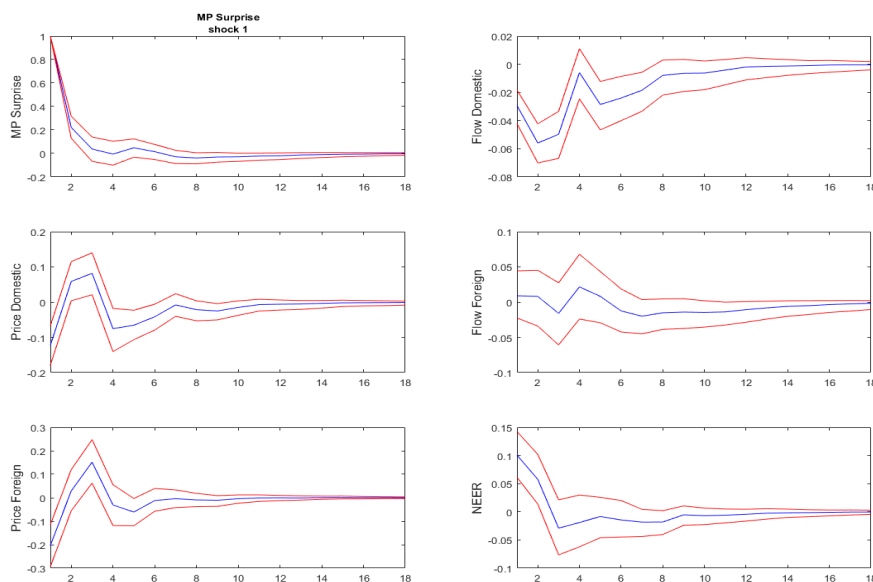 MP Surprise
shock 1
MP Surprise
1
0.8
0.6
0.4
0.2
0
-0.2
2 4 6 8 10 12 14 16 18
Flow Domestic
0.02
0
-0.02
-0.04
-0.06
-0.08
2 4 6 8 10 12 14 16 18
Price Domestic
0.2
0.1
0
-0.1
-0.2
2 4 6 8 10 12 14 16 18
Flow Foreign
0.1
0.05
0
-0.05
-0.1
2 4 6 8 10 12 14 16 18
Price Foreign
0.3
0.2
0.1
0
-0.1
-0.2
-0.3
2 4 6 8 10 12 14 16 18
NEER
0.15
0.1
0.05
0
-0.05
-0.1
2 4 6 8 10 12 14 16 18